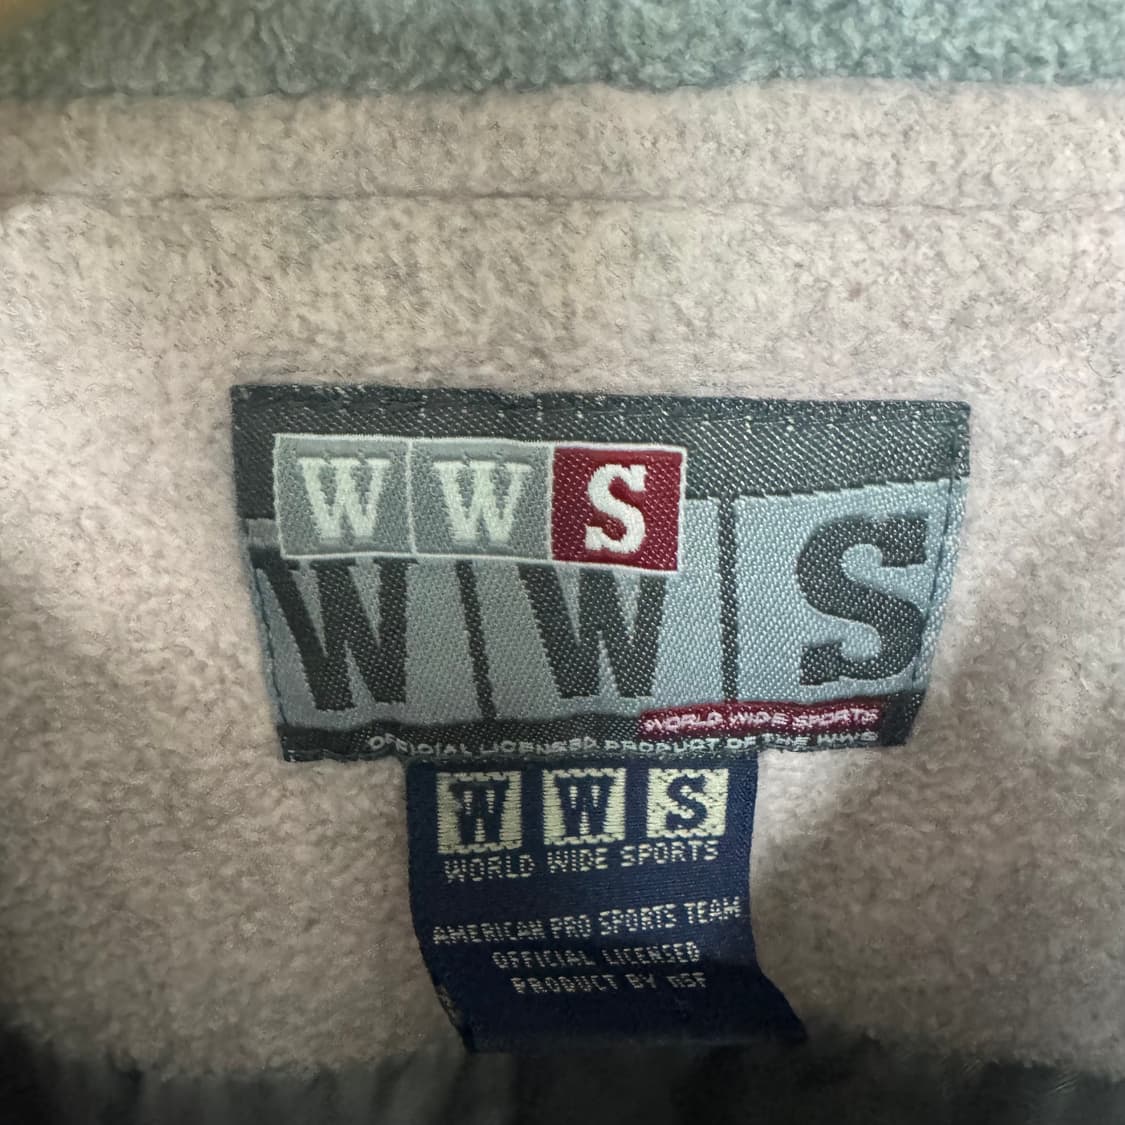 WWS
WWS
WORLD WIDE SPORTS
OFFICIAL LICENSED PRODUCT OF THE WWS
WWS
WORLD WIDE SPORTS
AMERICAN PRO SPORTS TEAM
OFFICIAL LICENSED
PRODUCT BY NSF